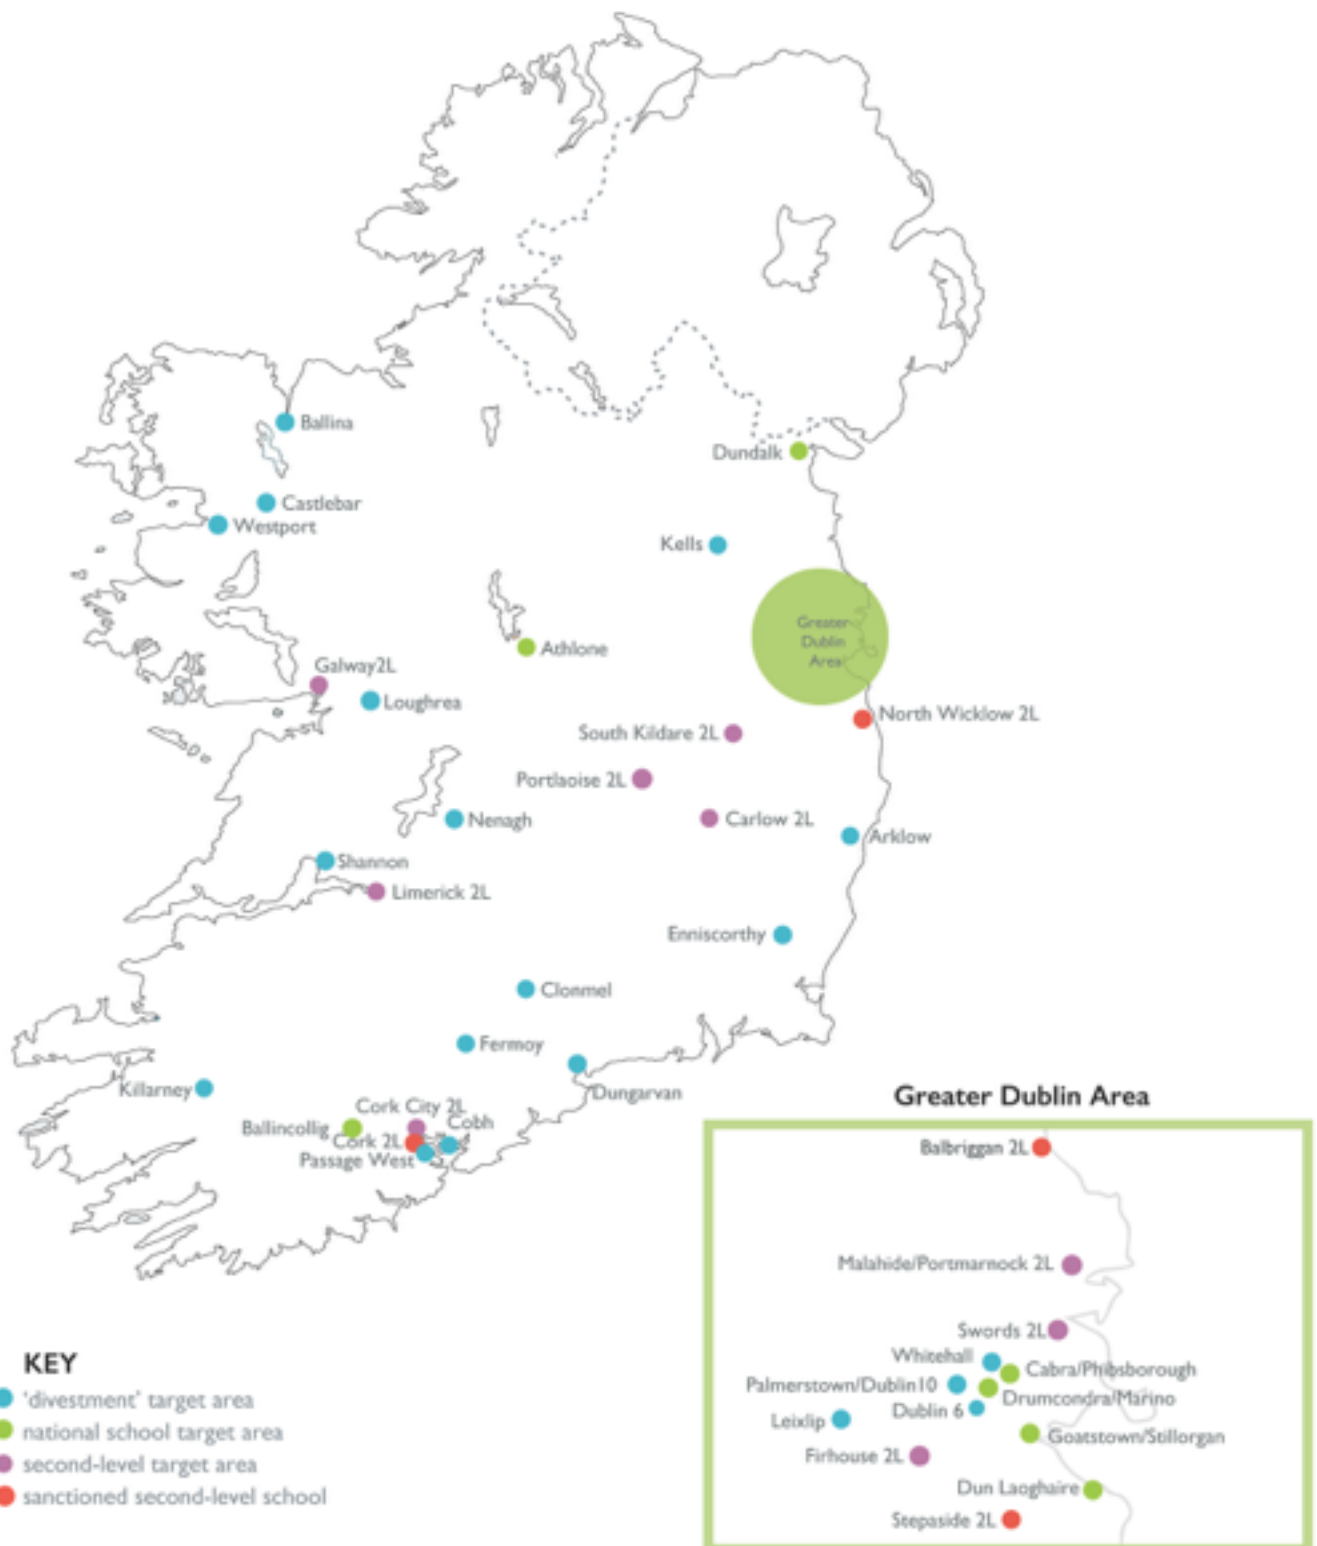 Ballina
Dundalk
Castlebar
Westport
Kells
Greater
Dublin
Area
Athlone
Galway2L
Loughrea
North Wicklow 2L
South Kildare 2L
Portlaoise 2L
Nenagh
Carlow 2L
Arklow
Shannon
Limerick 2L
Enniscorthy
Clonmel
Fermoy
Killarney
Dungarvan
Cork City 2L
Ballincollig
Cobh
Cork 2L
Passage West
Greater Dublin Area
Balbriggan 2L
Malahide/Portmarnock 2L
Swords 2L
Whitehall
Cabra/Phibsborough
Palmerstown/Dublin10
Drumcondra/Marino
Dublin 6
Leixlip
Goatstown/Stillorgan
Firhouse 2L
Dun Laoghaire
Stepaside 2L
KEY
'divestment' target area
national school target area
second-level target area
sanctioned second-level school